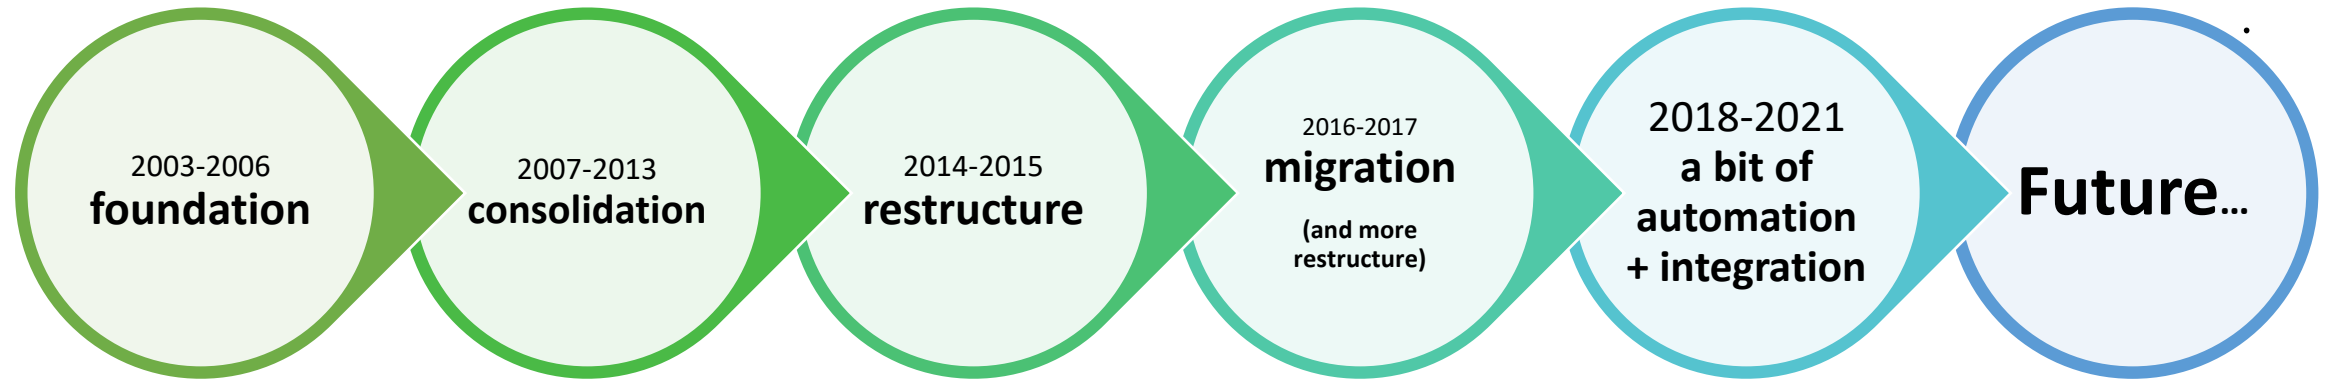 2003-2006
foundation
2007-2013
consolidation
2014-2015
restructure
2016-2017
migration
(and more
restructure)
2018-2021
a bit of
automation
+ integration
.
Future...